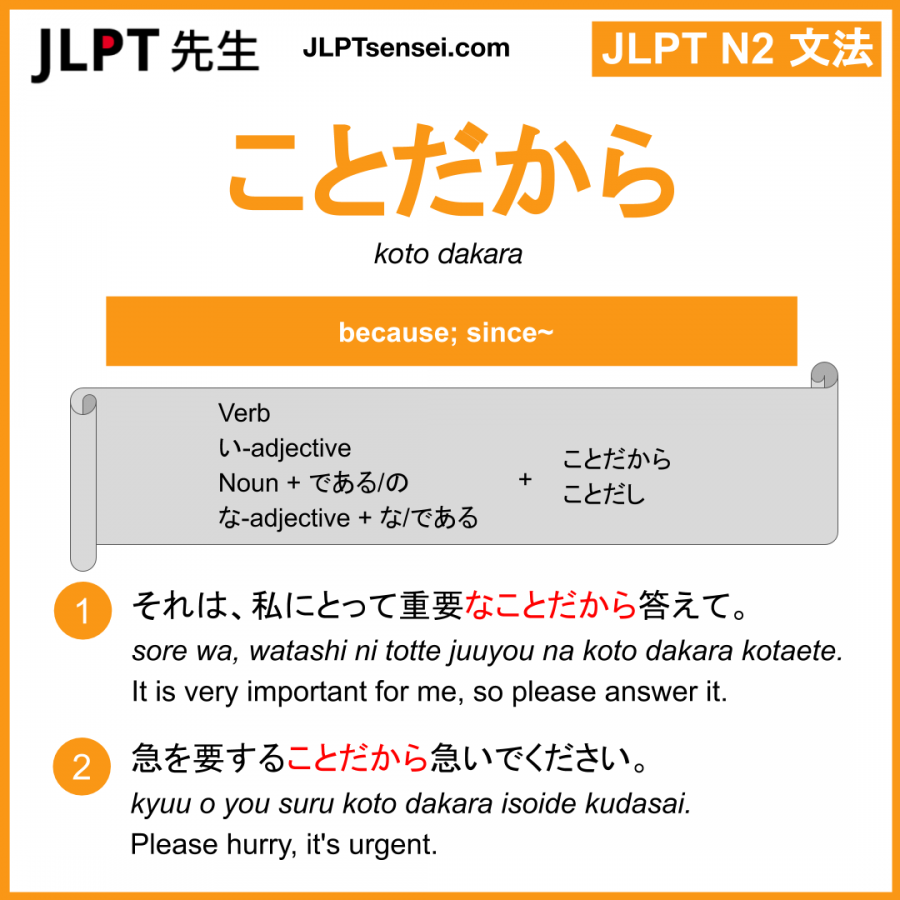 JLPT 先生
JLPTsensei.com
JLPT N2 文法
ことだから
koto dakara
because; since~
Verb
い-adjective
Noun + である/の
な-adjective + な/である
+
ことだから
ことだし
1
それは、私にとって重要なことだから答えて。
sore wa, watashi ni totte juuyou na koto dakara kotaete.
It is very important for me, so please answer it.
2
急を要することだから急いでください。
kyuu o you suru koto dakara isoide kudasai.
Please hurry, it's urgent.